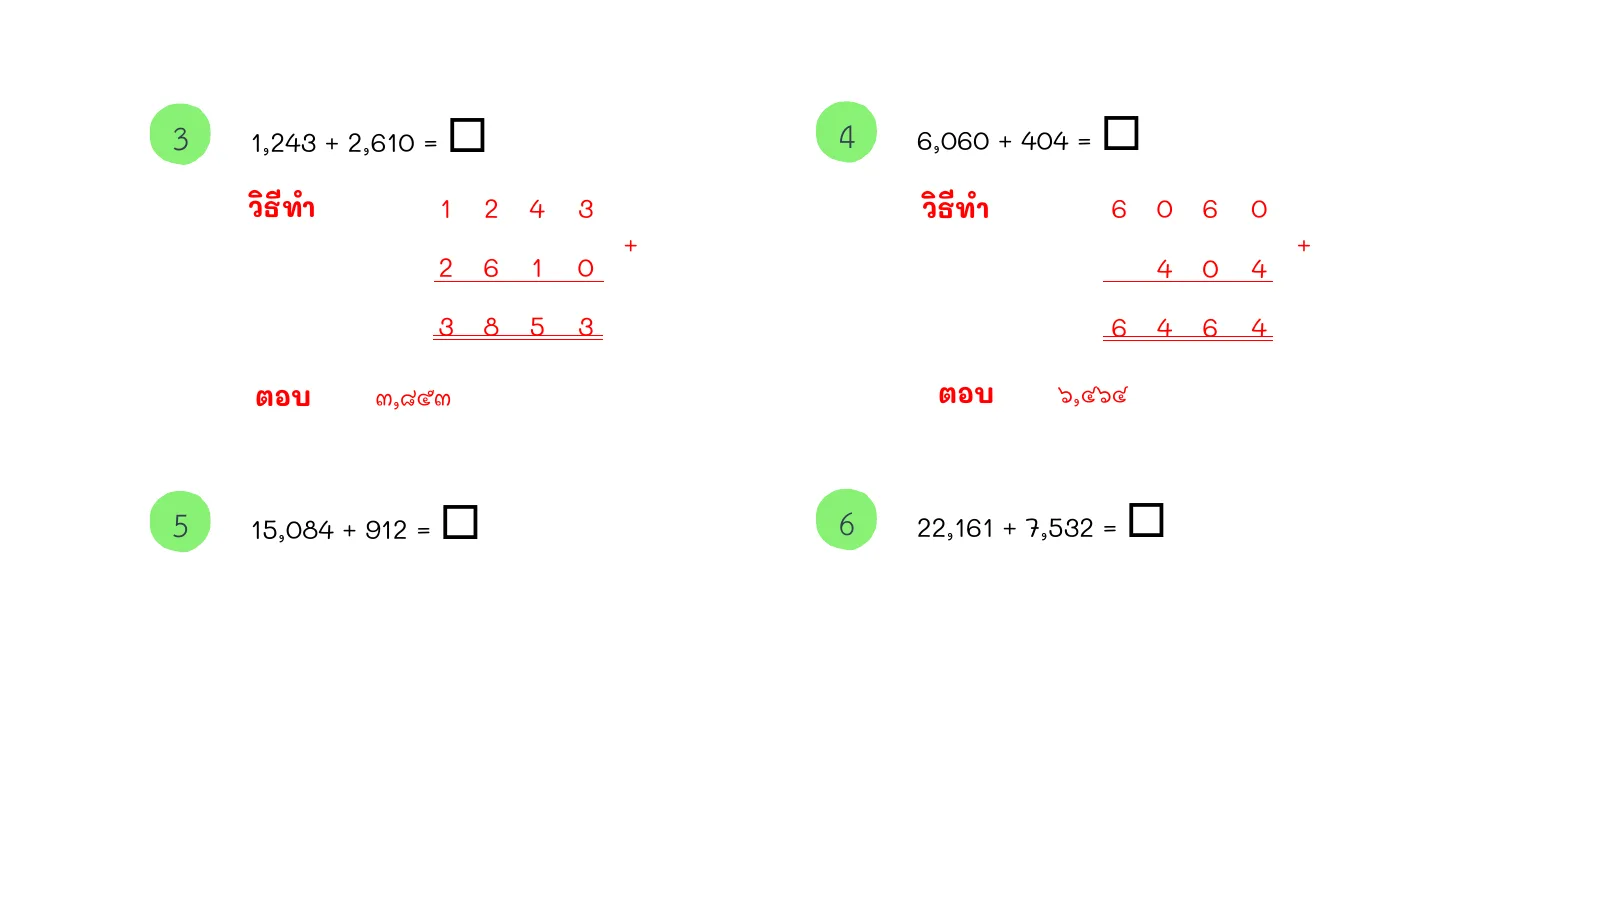 3
1,243 + 2,610 = □
วิธีทำ
1 2 4 3
+
2 6 1 0
3 8 5 3
ตอบ ๓,๘๕๓
4
6,060 + 404 = □
วิธีทำ
6 0 6 0
+
4 0 4
6 4 6 4
ตอบ ๖,๔๖๔
5
15,084 + 912 = □
6
22,161 + 7,532 = □